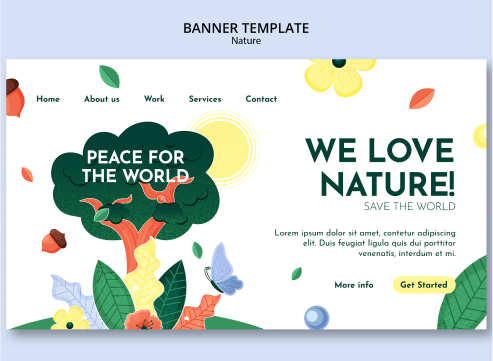 BANNER TEMPLATE
Nature
Home About us Work Services Contact
PEACE FOR
THE WORLD
WE LOVE
NATURE!
SAVE THE WORLD
Lorem ipsum dolor sit amet, contetur adipiscing
elit. Duis feugiat ligula quis dui porttitor
venenatis, interdum et mi.
More info Get Started